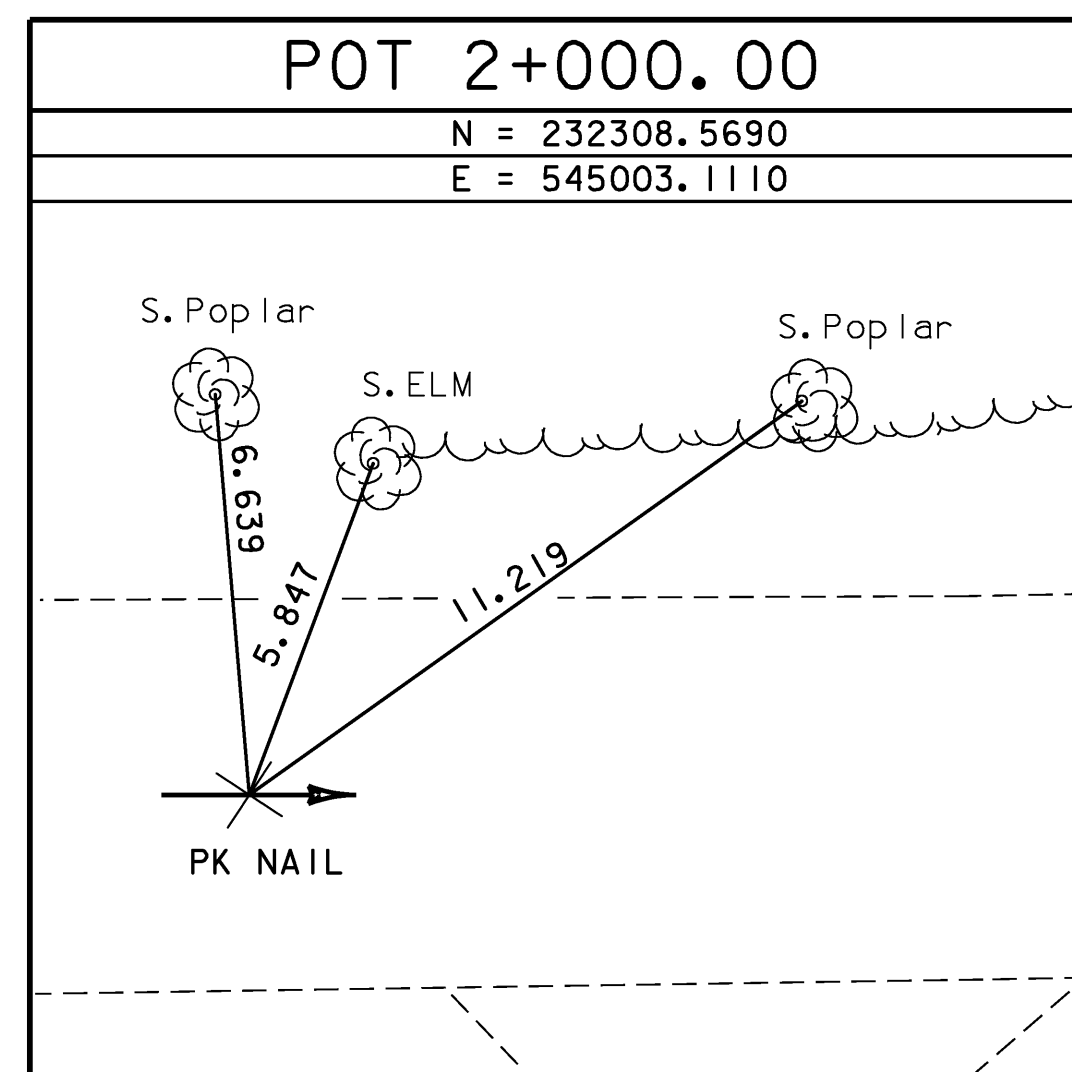 POT 2+000.00
N = 232308.5690
E = 545003.1110
S.Poplar
S.Poplar
S.ELM
6.639
5.847
11.219
PK NAIL